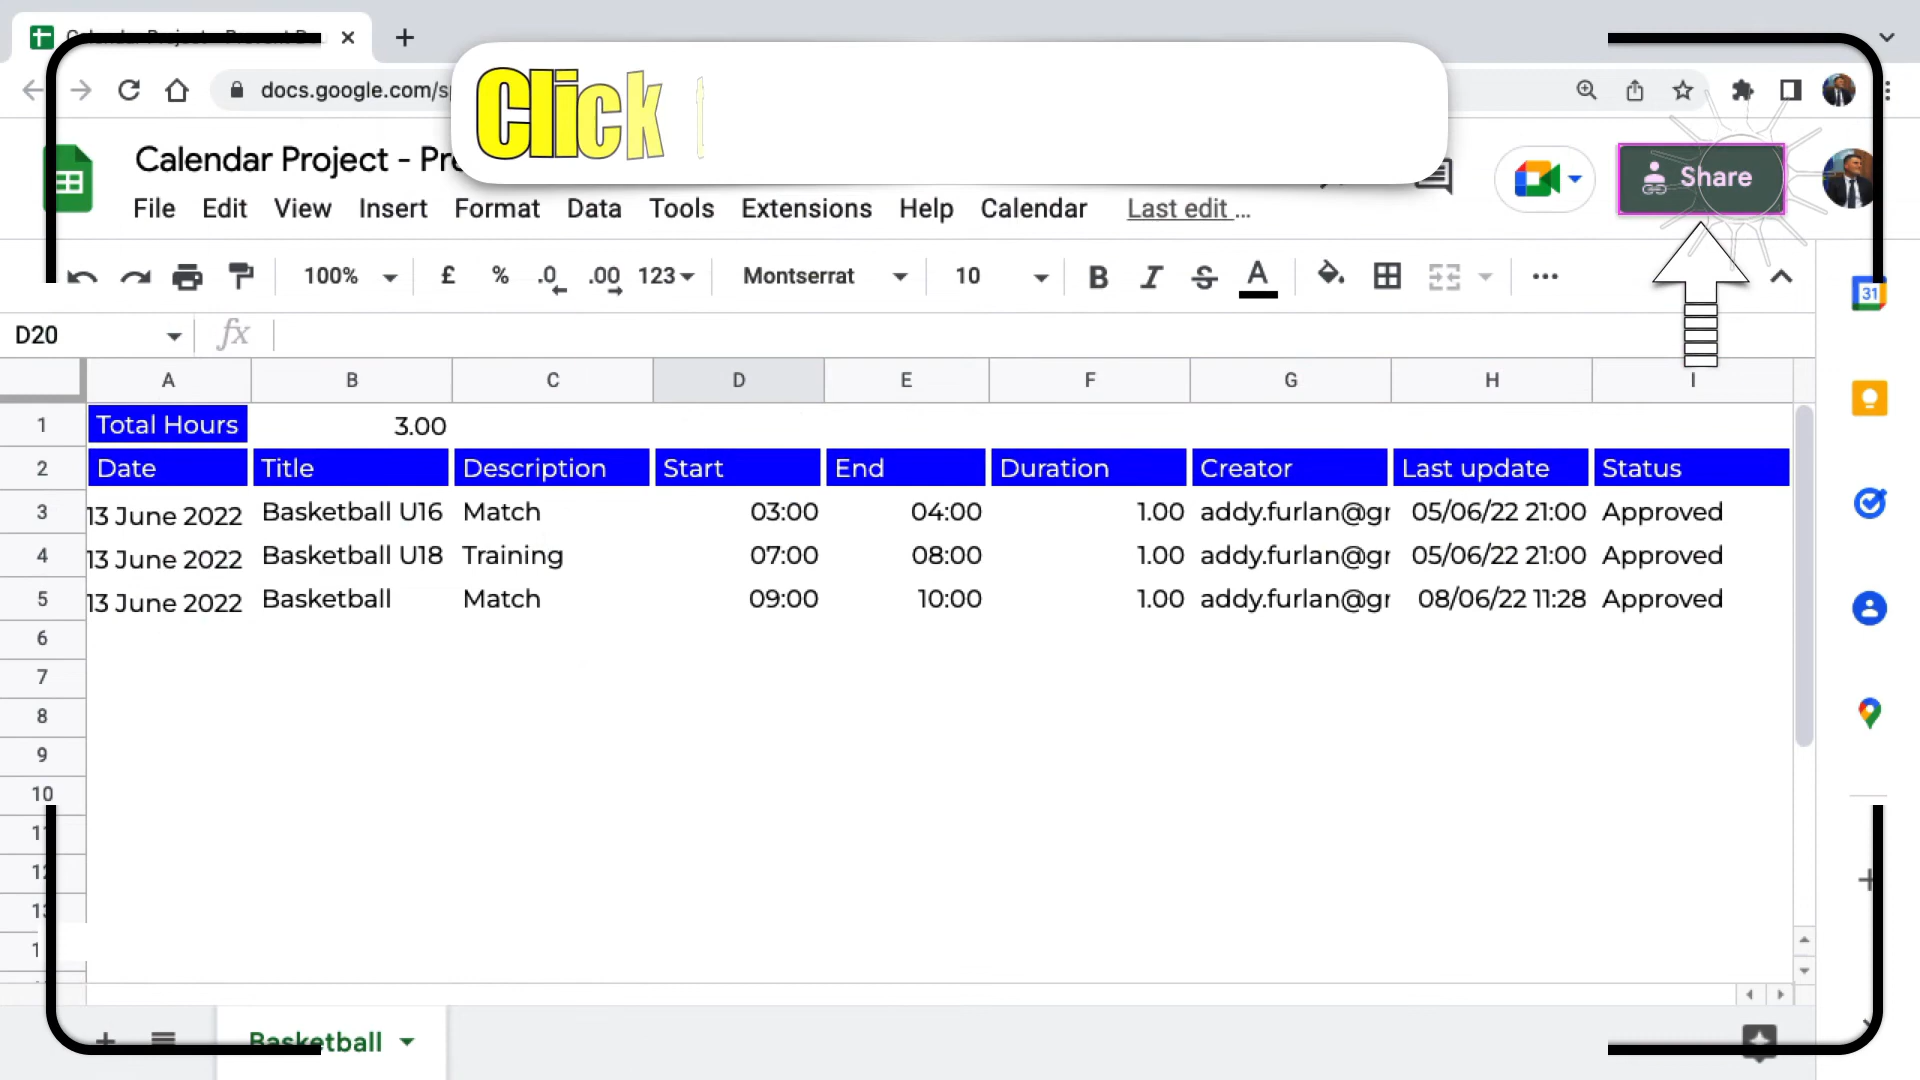 docs.google.com/s
Click
Calendar Project - Pr
Share
File Edit View Insert Format Data Tools Extensions Help Calendar Last edit ...
100% £ % .0 .00 123 Montserrat 10 B I S A
31
D20 fx
A B C D E F G H I
1 Total Hours 3.00
2 Date Title Description Start End Duration Creator Last update Status
3 13 June 2022 Basketball U16 Match 03:00 04:00 1.00 addy.furlan@gr 05/06/22 21:00 Approved
4 13 June 2022 Basketball U18 Training 07:00 08:00 1.00 addy.furlan@gr 05/06/22 21:00 Approved
5 13 June 2022 Basketball Match 09:00 10:00 1.00 addy.furlan@gr 08/06/22 11:28 Approved
6
7
8
9
10
11
12
13
1
Basketball